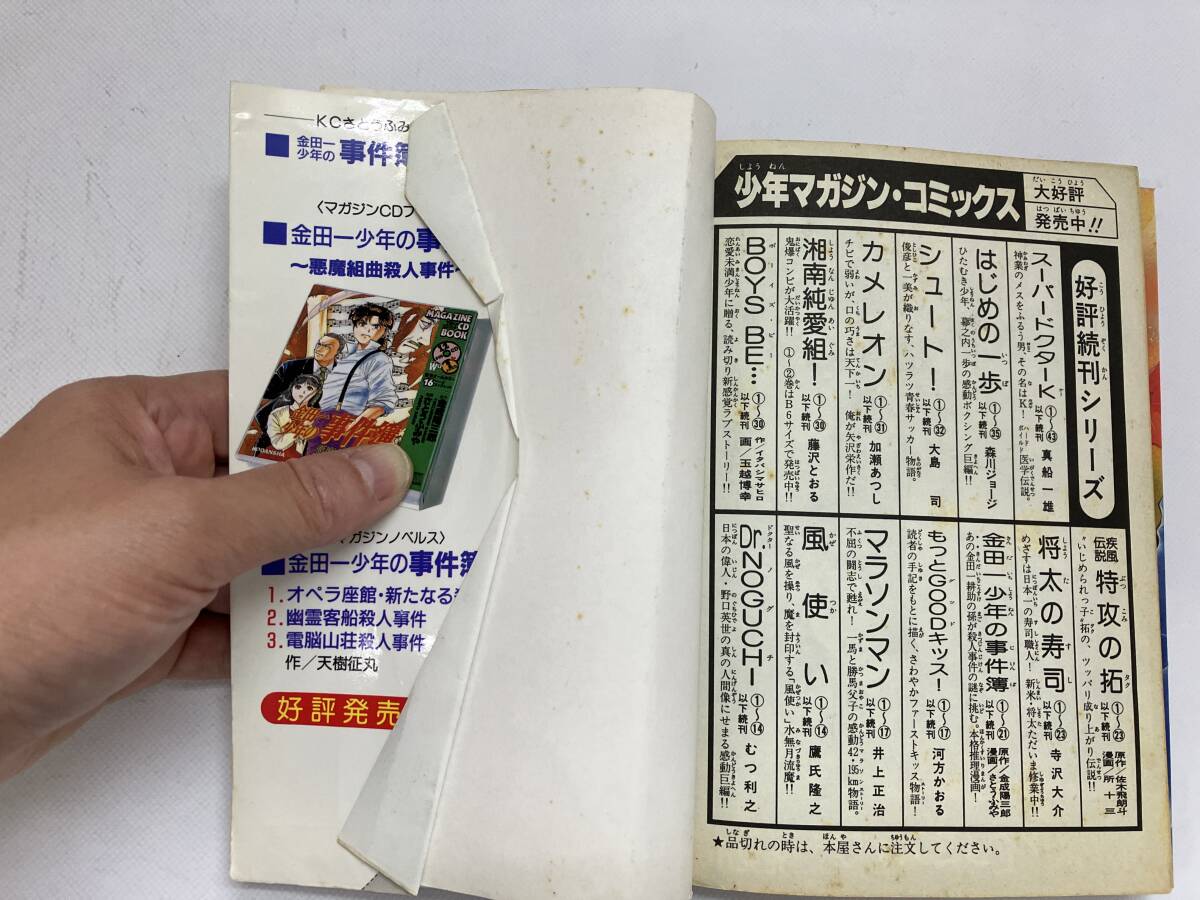 KCさとうふみ
■金田一少年の事件簿
〈マガジンCDブ
■金田一少年の事
～悪魔組曲殺人事件
MAGAZINE
CD
BOOK
16
KODANSHA
マガジンノベルス〉
■金田一少年の事件簿
1.オペラ座館・新たなる
2.幽霊客船殺人事件
3.電脳山荘殺人事件
作／天樹征丸
好評発売
少年マガジン・コミックス
大好評
発売中!!
好評続刊シリーズ
スーパードクターK ①～㊸以下続刊 真船一雄
神業のメスをふるう男、その名はK！ハードボイルド医学伝説。
はじめの一歩 ①～㉟以下続刊 森川ジョージ
ひたむき少年、幕之内一歩の感動ボクシング巨編!!
シュート！ ①～㉜以下続刊 大島司
俊彦と一美が織りなす、ハツラツ青春サッカー物語。
カメレオン ①～㉛以下続刊 加瀬あつし
チビで弱いが、口の巧さは天下一！俺が矢沢栄作だ!!
湘南純愛組！ ①～㉚ 藤沢とおる
鬼爆コンビが大活躍!! ①～②巻はB6サイズで発売中!!
BOYS BE… ①～㉚以下続刊 作／イタバシマサヒロ 画／玉越博幸
恋愛未満少年に贈る、読み切り新感覚ラブストーリー!!
疾風伝説 特攻の拓 ①～㉓以下続刊 原作／佐木飛朗斗 漫画／所十三
“いじめられっ子”拓の、ツッパリ成り上がり伝説!!
将太の寿司 ①～㉓以下続刊 寺沢大介
めざすは日本一の寿司職人！新米・将太ただいま修業中!!
金田一少年の事件簿 ①～㉑以下続刊 原作／金成陽三郎 漫画／さとうふみや
あの金田一耕助の孫が殺人事件の謎に挑む。本格推理漫画！
もっとGOODキッス！ ①～⑰以下続刊 河方かおる
読者の手記をもとに描く、さわやかファーストキッス物語！
マラソンマン ①～⑰以下続刊 井上正治
不屈の闘志で甦れ！一馬と勝馬父子の感動42・195km物語。
風使い ①～⑭ 鷹氏隆之
聖なる風を操り、魔を封印する「風使い」水無月流魔!!
Dr.NOGUCHI ①～⑭以下続刊 むつ利之
日本の偉人・野口英世の真の人間像にせまる感動巨編!!
★品切れの時は、本屋さんに注文してください。